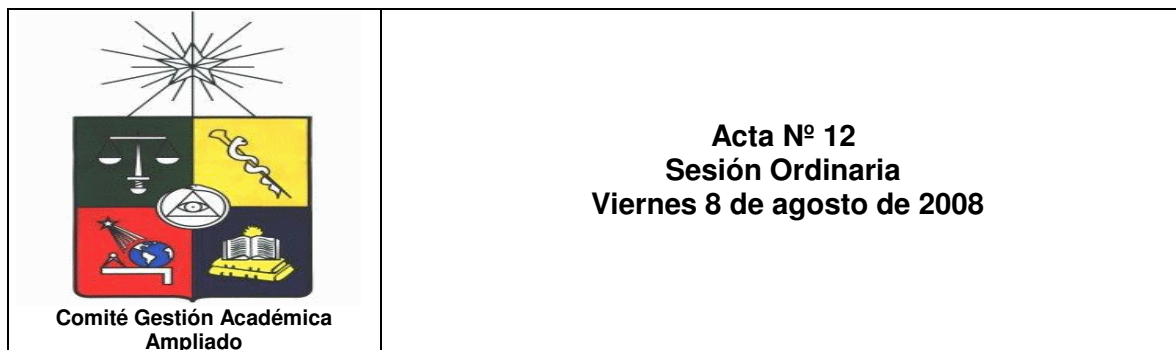 Comité Gestión Académica
Ampliado
Acta Nº 12
Sesión Ordinaria
Viernes 8 de agosto de 2008